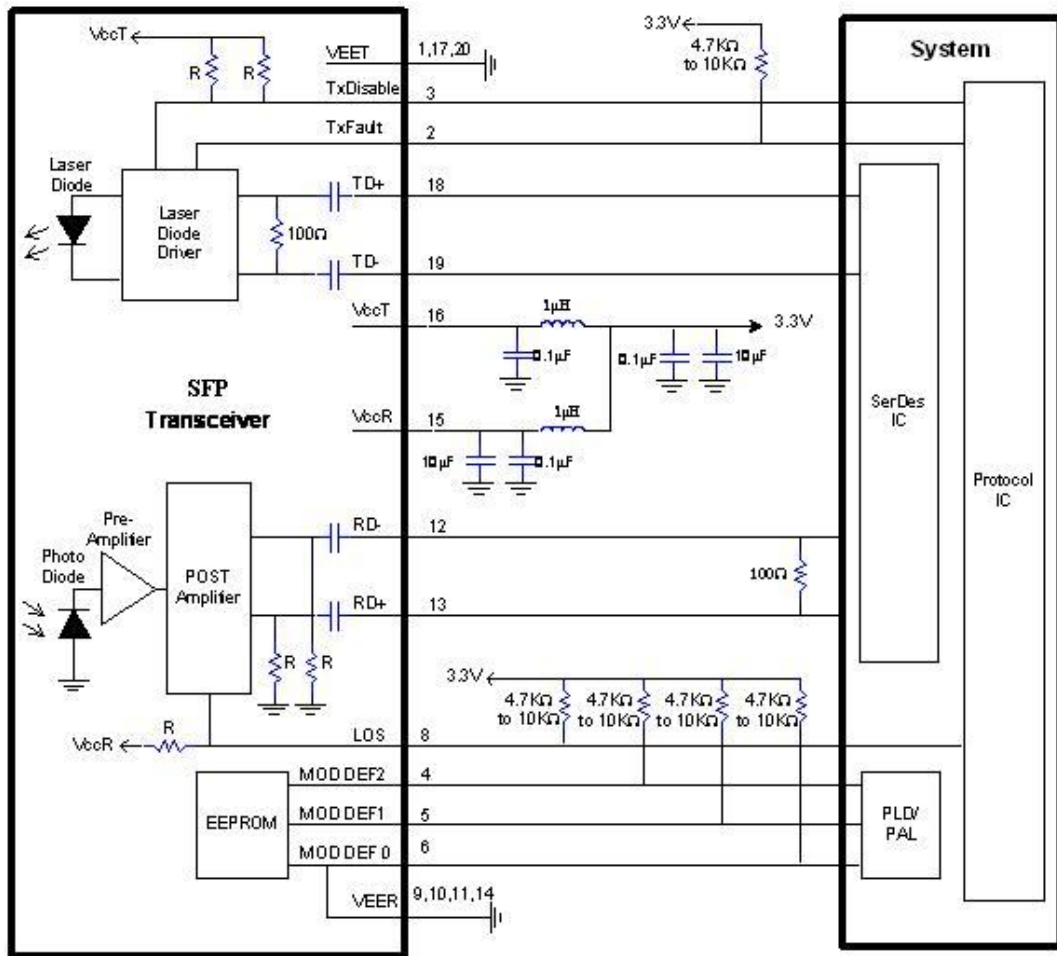 VccT
R
R
VEET
1,17,20
3.3V
4.7KΩ
to 10KΩ
System
TxDisable
3
TxFault
2
Laser
Diode
Laser
Diode
Driver
TD+
18
100Ω
TD-
19
VccT
16
1μH
3.3V
0.1μF
0.1μF
10μF
SFP
Transceiver
VccR
15
1μH
10μF
0.1μF
SerDes
IC
Protocol
IC
Pre-
Amplifier
Photo
Diode
POST
Amplifier
RD-
12
100Ω
RD+
13
R
R
3.3V
4.7KΩ
to 10KΩ
4.7KΩ
to 10KΩ
4.7KΩ
to 10KΩ
4.7KΩ
to 10KΩ
VccR
R
LOS
8
EEPROM
MOD DEF2
4
MOD DEF1
5
MOD DEF 0
6
PLD/
PAL
VEER
9,10,11,14